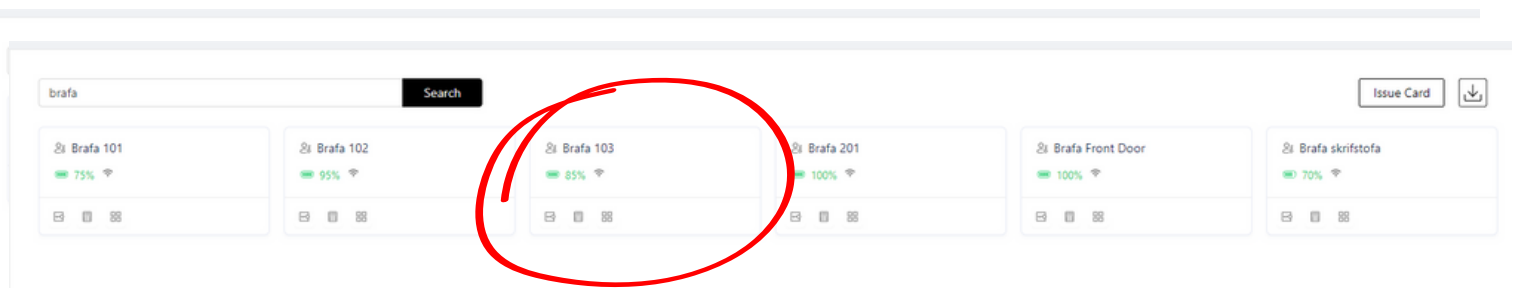 brafa Search Issue Card
Brafa 101 Brafa 102 Brafa 103 Brafa 201 Brafa Front Door Brafa skrifstofa
75% 95% 85% 100% 100% 70%